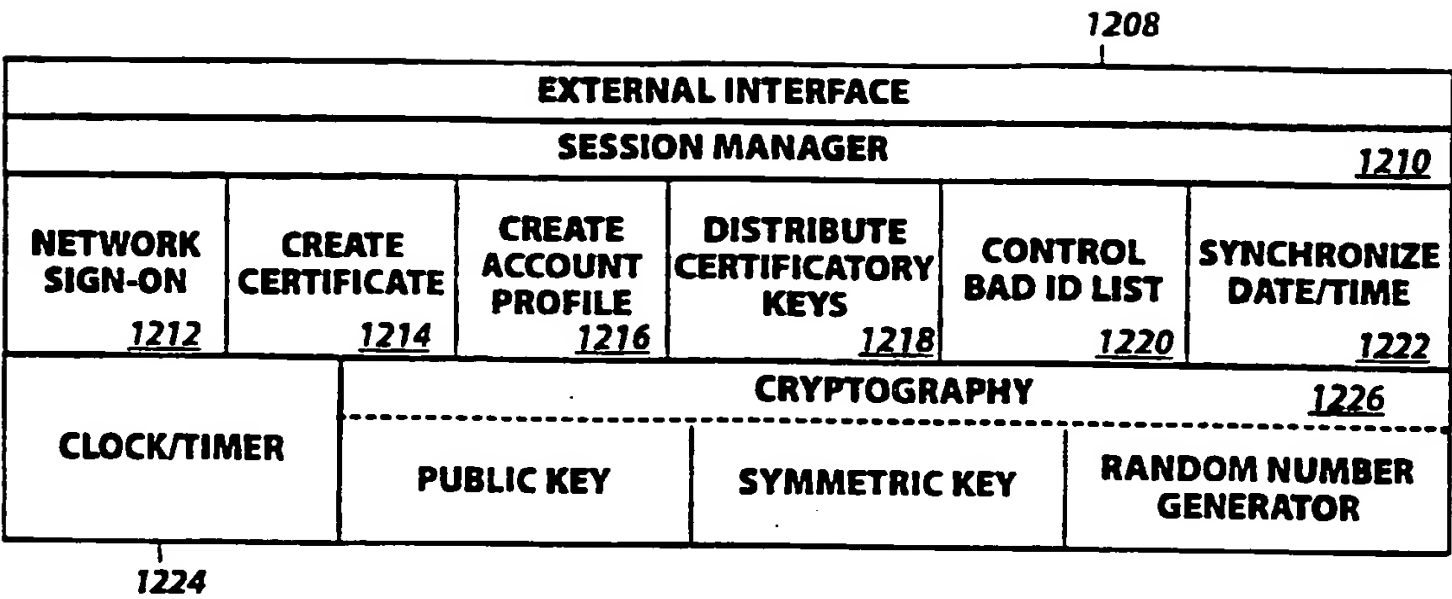 1208
EXTERNAL INTERFACE
SESSION MANAGER
1210
NETWORK
SIGN-ON
1212
CREATE
CERTIFICATE
1214
CREATE
ACCOUNT
PROFILE
1216
DISTRIBUTE
CERTIFICATORY
KEYS
1218
CONTROL
BAD ID LIST
1220
SYNCHRONIZE
DATE/TIME
1222
CLOCK/TIMER
CRYPTOGRAPHY
1226
PUBLIC KEY
SYMMETRIC KEY
RANDOM NUMBER
GENERATOR
1224